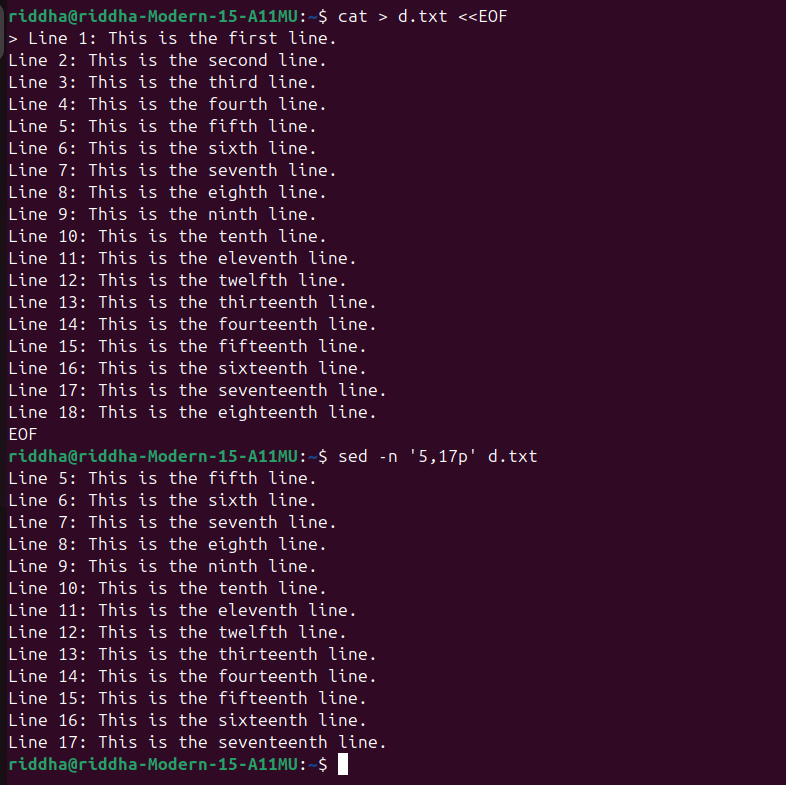 riddha@riddha-Modern-15-A11MU:~$ cat > d.txt <<EOF
> Line 1: This is the first line.
Line 2: This is the second line.
Line 3: This is the third line.
Line 4: This is the fourth line.
Line 5: This is the fifth line.
Line 6: This is the sixth line.
Line 7: This is the seventh line.
Line 8: This is the eighth line.
Line 9: This is the ninth line.
Line 10: This is the tenth line.
Line 11: This is the eleventh line.
Line 12: This is the twelfth line.
Line 13: This is the thirteenth line.
Line 14: This is the fourteenth line.
Line 15: This is the fifteenth line.
Line 16: This is the sixteenth line.
Line 17: This is the seventeenth line.
Line 18: This is the eighteenth line.
EOF
riddha@riddha-Modern-15-A11MU:~$ sed -n '5,17p' d.txt
Line 5: This is the fifth line.
Line 6: This is the sixth line.
Line 7: This is the seventh line.
Line 8: This is the eighth line.
Line 9: This is the ninth line.
Line 10: This is the tenth line.
Line 11: This is the eleventh line.
Line 12: This is the twelfth line.
Line 13: This is the thirteenth line.
Line 14: This is the fourteenth line.
Line 15: This is the fifteenth line.
Line 16: This is the sixteenth line.
Line 17: This is the seventeenth line.
riddha@riddha-Modern-15-A11MU:~$